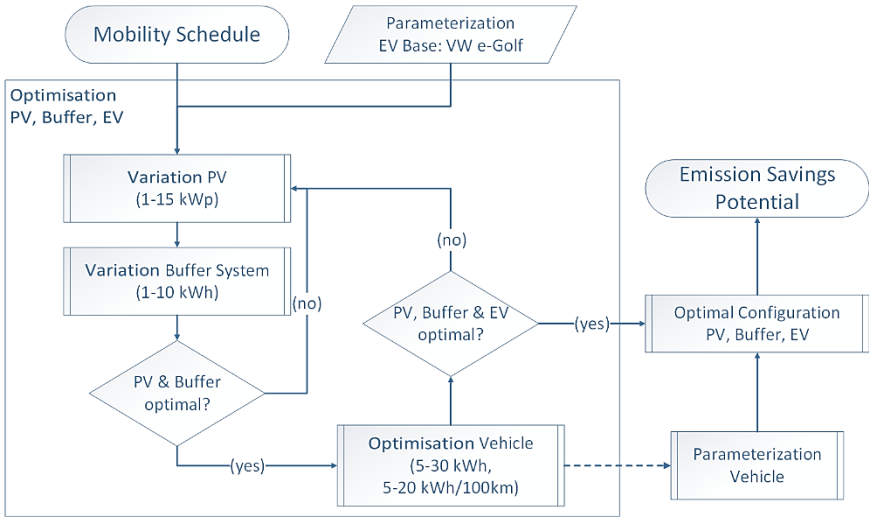 Mobility Schedule
Parameterization
EV Base: VW e-Golf
Optimisation
PV, Buffer, EV
Variation PV
(1-15 kWp)
Variation Buffer System
(1-10 kWh)
(no)
PV & Buffer
optimal?
(yes)
Optimisation Vehicle
(5-30 kWh,
5-20 kWh/100km)
PV, Buffer & EV
optimal?
(no)
(yes)
Parameterization
Vehicle
Optimal Configuration
PV, Buffer, EV
Emission Savings
Potential